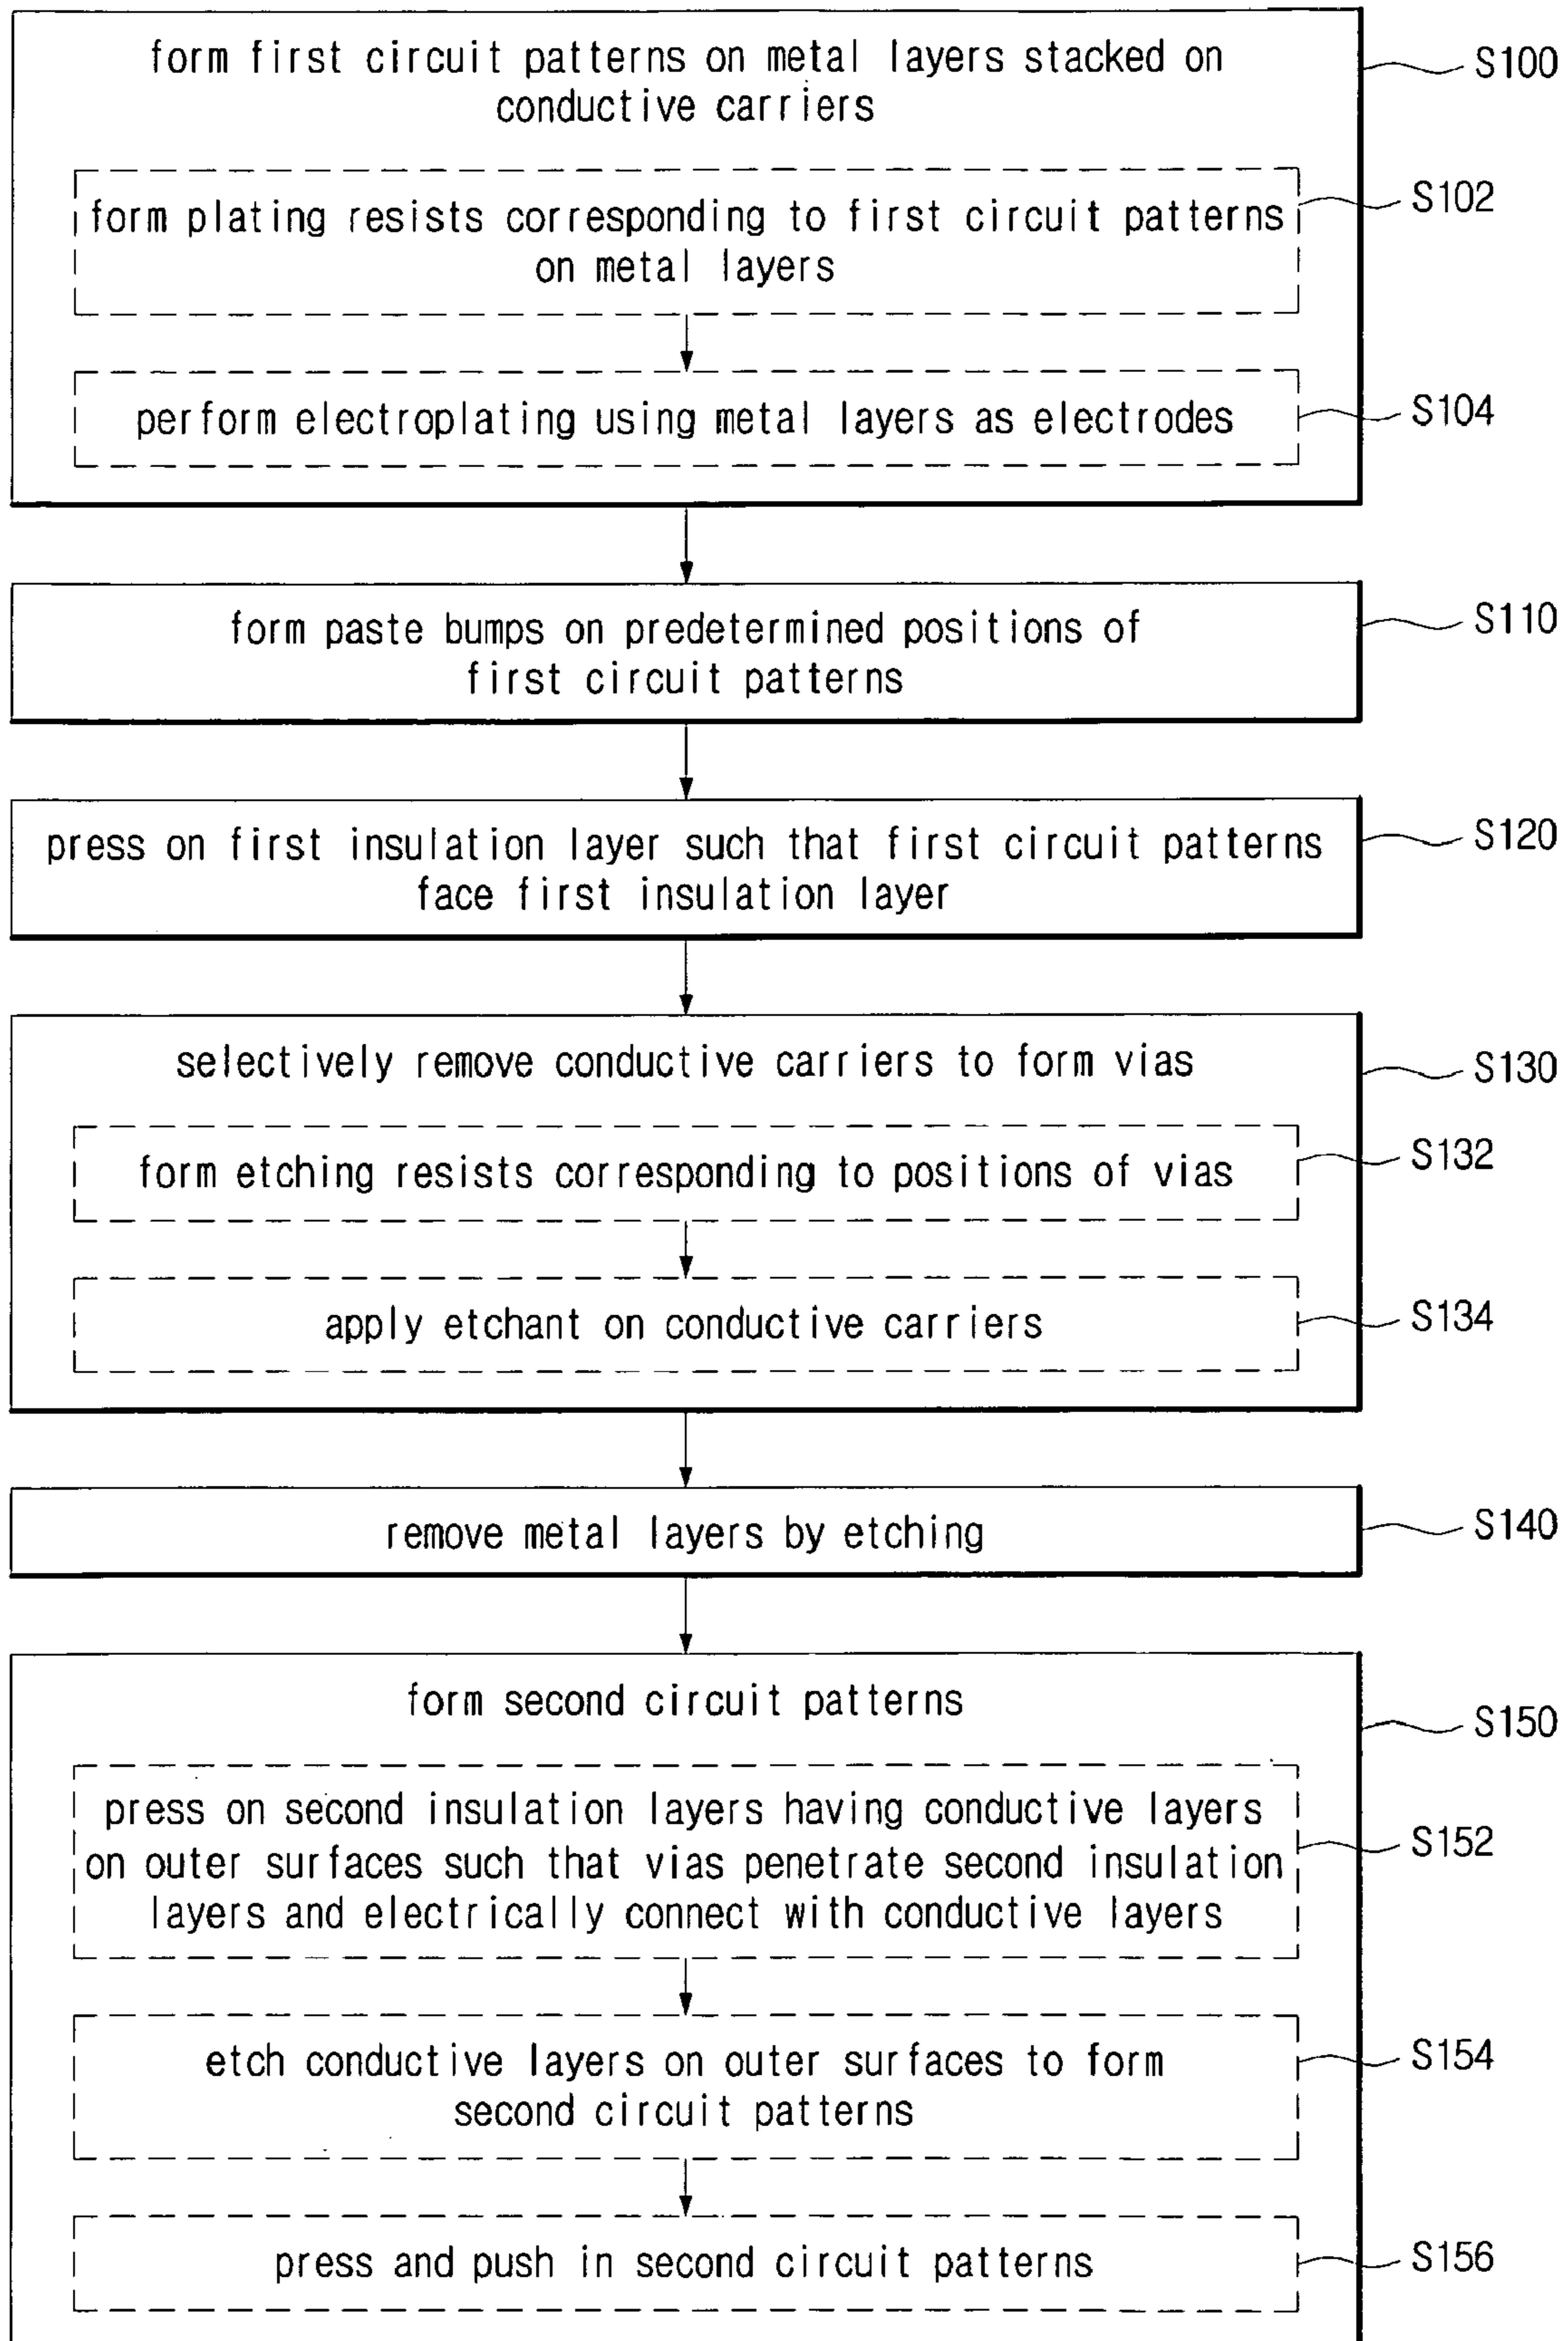 form first circuit patterns on metal layers stacked on
conductive carriers
S100
form plating resists corresponding to first circuit patterns
on metal layers
S102
perform electroplating using metal layers as electrodes
S104
form paste bumps on predetermined positions of
first circuit patterns
S110
press on first insulation layer such that first circuit patterns
face first insulation layer
S120
selectively remove conductive carriers to form vias
S130
form etching resists corresponding to positions of vias
S132
apply etchant on conductive carriers
S134
remove metal layers by etching
S140
form second circuit patterns
S150
press on second insulation layers having conductive layers
on outer surfaces such that vias penetrate second insulation
layers and electrically connect with conductive layers
S152
etch conductive layers on outer surfaces to form
second circuit patterns
S154
press and push in second circuit patterns
S156